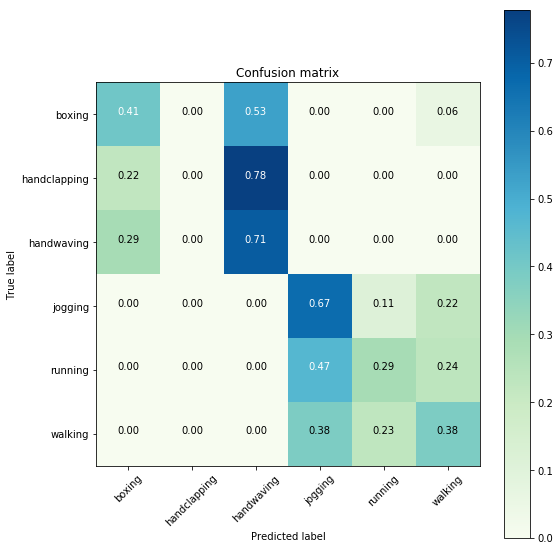 Confusion matrix
True label
boxing 0.41 0.00 0.53 0.00 0.00 0.06
handclapping 0.22 0.00 0.78 0.00 0.00 0.00
handwaving 0.29 0.00 0.71 0.00 0.00 0.00
jogging 0.00 0.00 0.00 0.67 0.11 0.22
running 0.00 0.00 0.00 0.47 0.29 0.24
walking 0.00 0.00 0.00 0.38 0.23 0.38
boxing handclapping handwaving jogging running walking
Predicted label
0.7
0.6
0.5
0.4
0.3
0.2
0.1
0.0